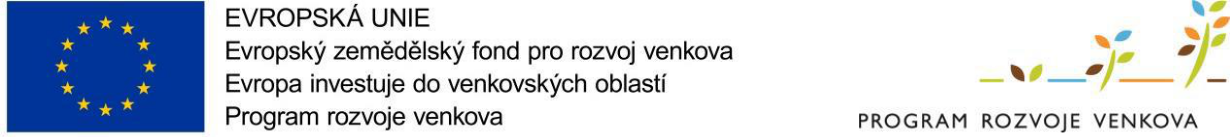 EVROPSKÁ UNIE
Evropský zemědělský fond pro rozvoj venkova
Evropa investuje do venkovských oblastí
Program rozvoje venkova
PROGRAM ROZVOJE VENKOVA